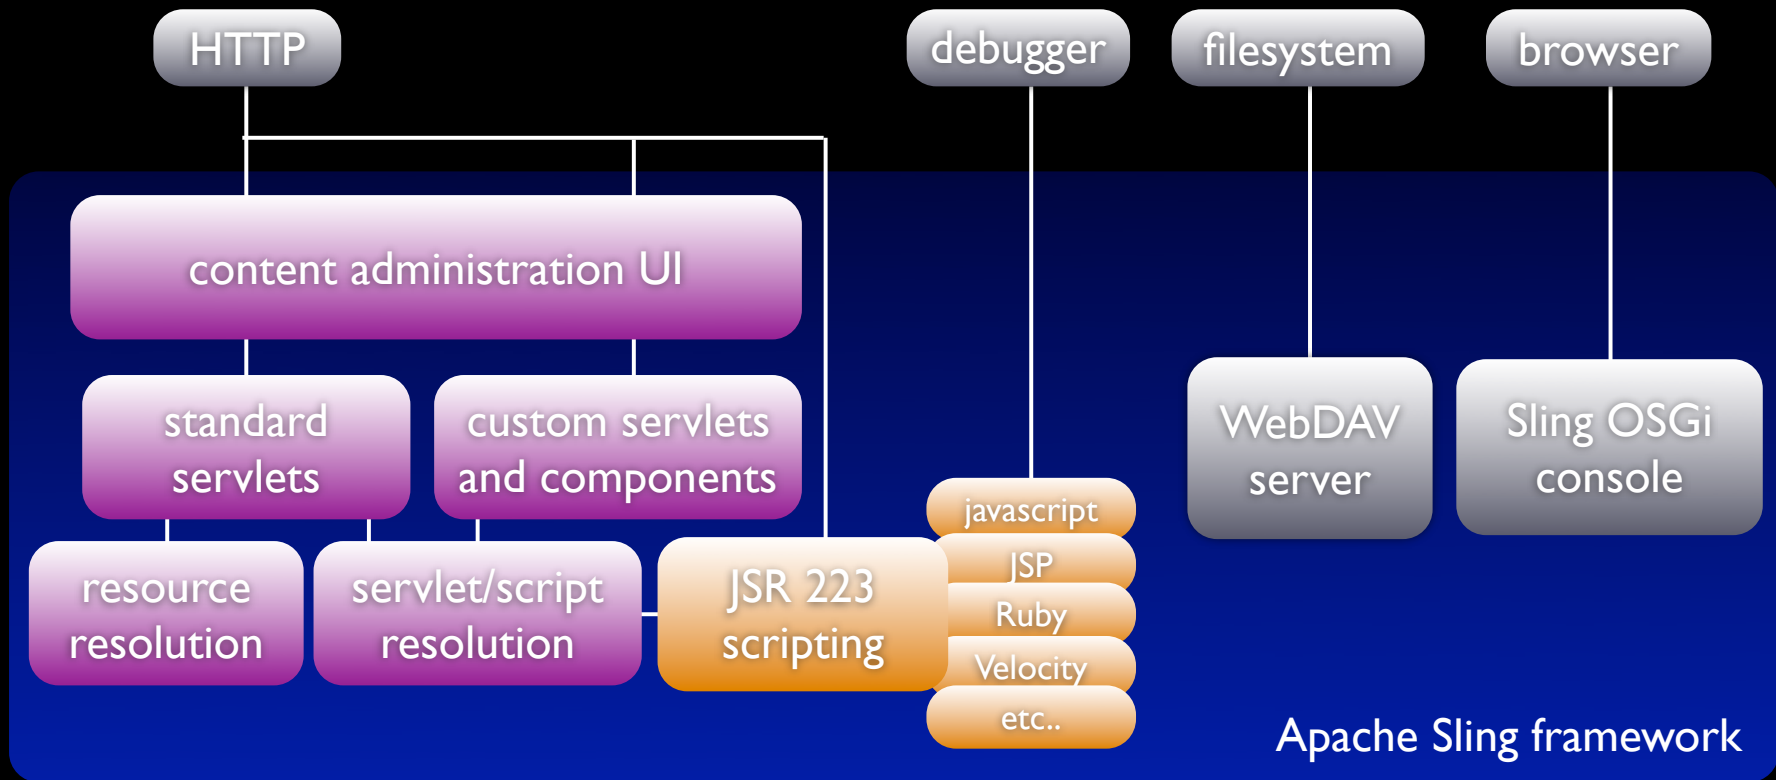 HTTP
debugger
filesystem
browser
content administration UI
standard
servlets
custom servlets
and components
WebDAV
server
Sling OSGi
console
resource
resolution
servlet/script
resolution
JSR 223
scripting
javascript
JSP
Ruby
Velocity
etc..
Apache Sling framework